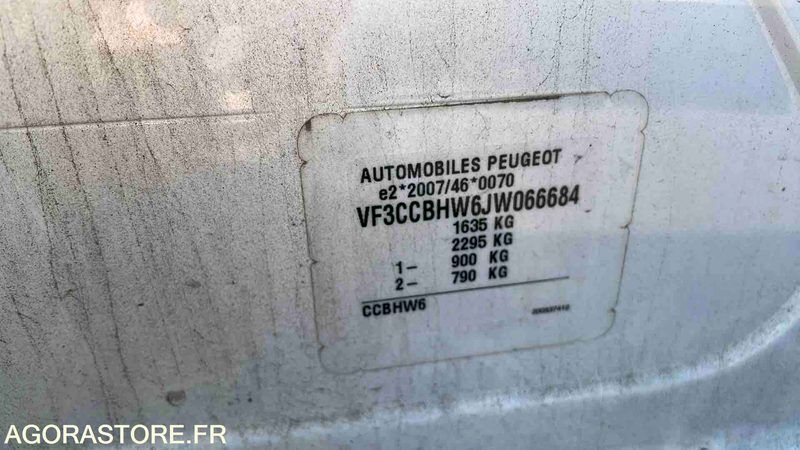 AUTOMOBILES PEUGEOT
e2*2007/46*0070
VF3CCBHW6JW066684
1635 KG
2295 KG
1- 900 KG
2- 790 KG
CCBHW6
AGORASTORE.FR